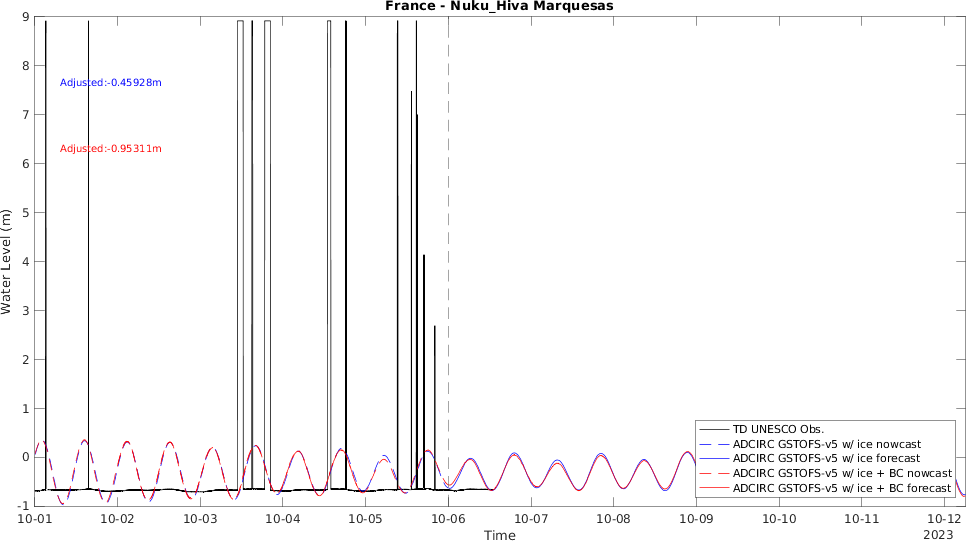 France - Nuku_Hiva Marquesas
9
8
7
6
5
4
3
2
1
0
-1
Water Level (m)
Adjusted:-0.45928m
Adjusted:-0.95311m
TD UNESCO Obs.
ADCIRC GSTOFS-v5 w/ ice nowcast
ADCIRC GSTOFS-v5 w/ ice forecast
ADCIRC GSTOFS-v5 w/ ice + BC nowcast
ADCIRC GSTOFS-v5 w/ ice + BC forecast
10-01 10-02 10-03 10-04 10-05 10-06 10-07 10-08 10-09 10-10 10-11 10-12
2023
Time